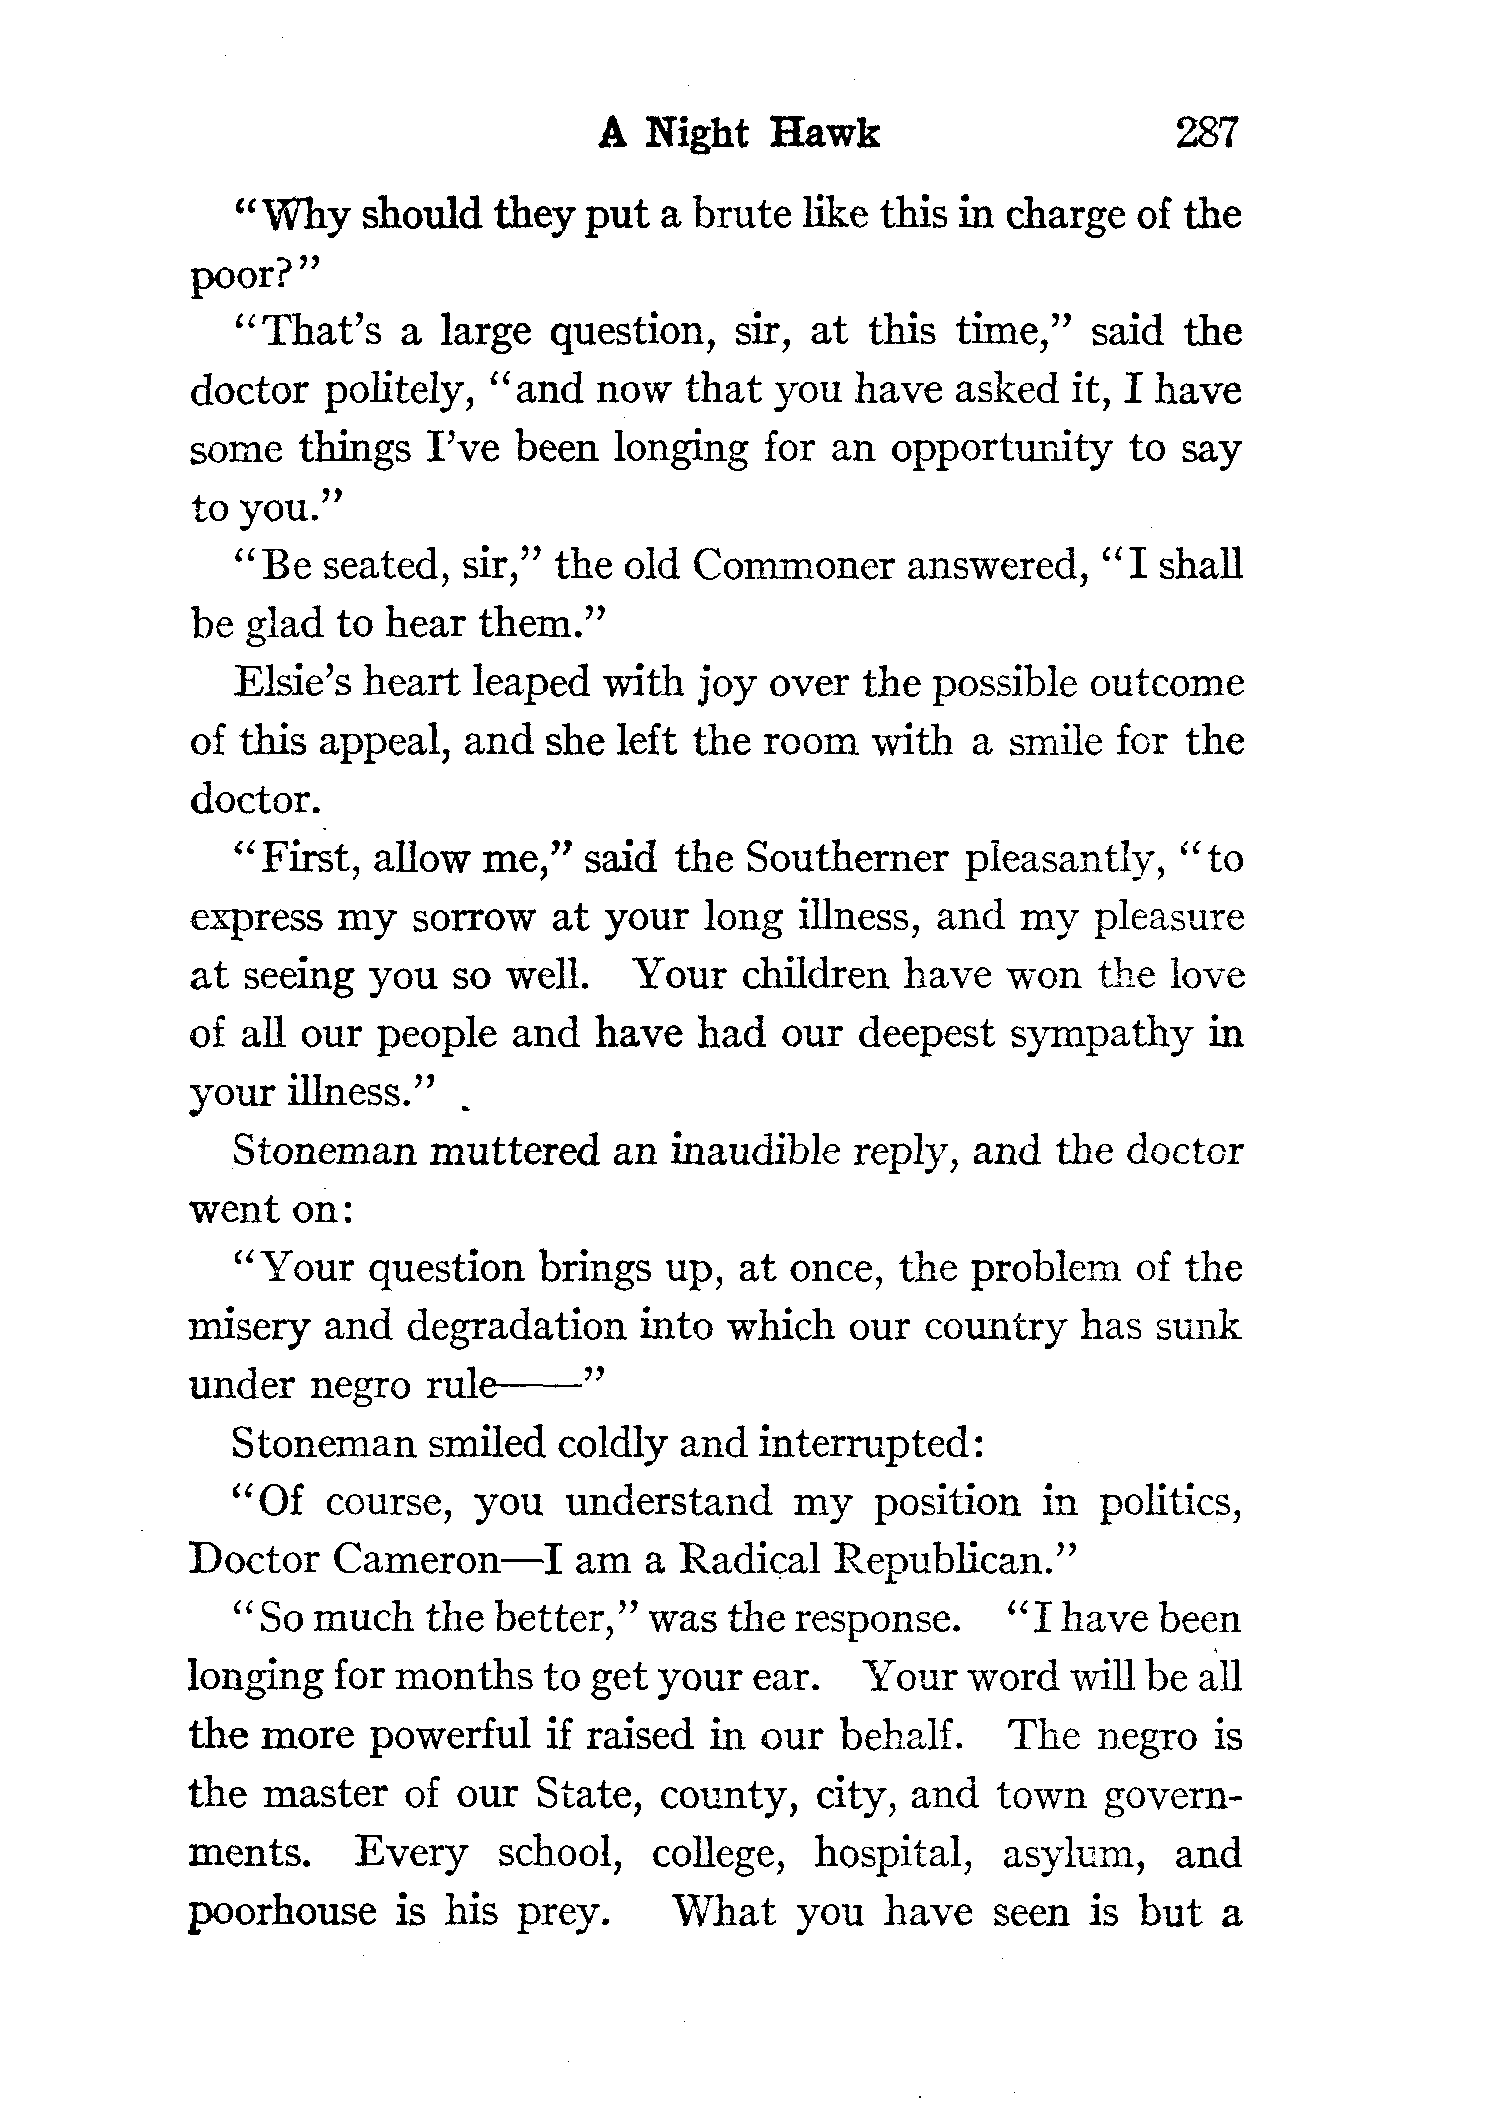 A Night Hawk 287
"Why should they put a brute like this in charge of the
poor?"
"That's a large question, sir, at this time," said the
doctor politely, "and now that you have asked it, I have
some things I've been longing for an opportunity to say
to you."
"Be seated, sir," the old Commoner answered, "I shall
be glad to hear them."
Elsie's heart leaped with joy over the possible outcome
of this appeal, and she left the room with a smile for the
doctor.
"First, allow me," said the Southerner pleasantly, "to
express my sorrow at your long illness, and my pleasure
at seeing you so well. Your children have won the love
of all our people and have had our deepest sympathy in
your illness."
Stoneman muttered an inaudible reply, and the doctor
went on:
"Your question brings up, at once, the problem of the
misery and degradation into which our country has sunk
under negro rule——"
Stoneman smiled coldly and interrupted:
"Of course, you understand my position in politics,
Doctor Cameron—I am a Radical Republican."
"So much the better," was the response. "I have been
longing for months to get your ear. Your word will be all
the more powerful if raised in our behalf. The negro is
the master of our State, county, city, and town govern-
ments. Every school, college, hospital, asylum, and
poorhouse is his prey. What you have seen is but a